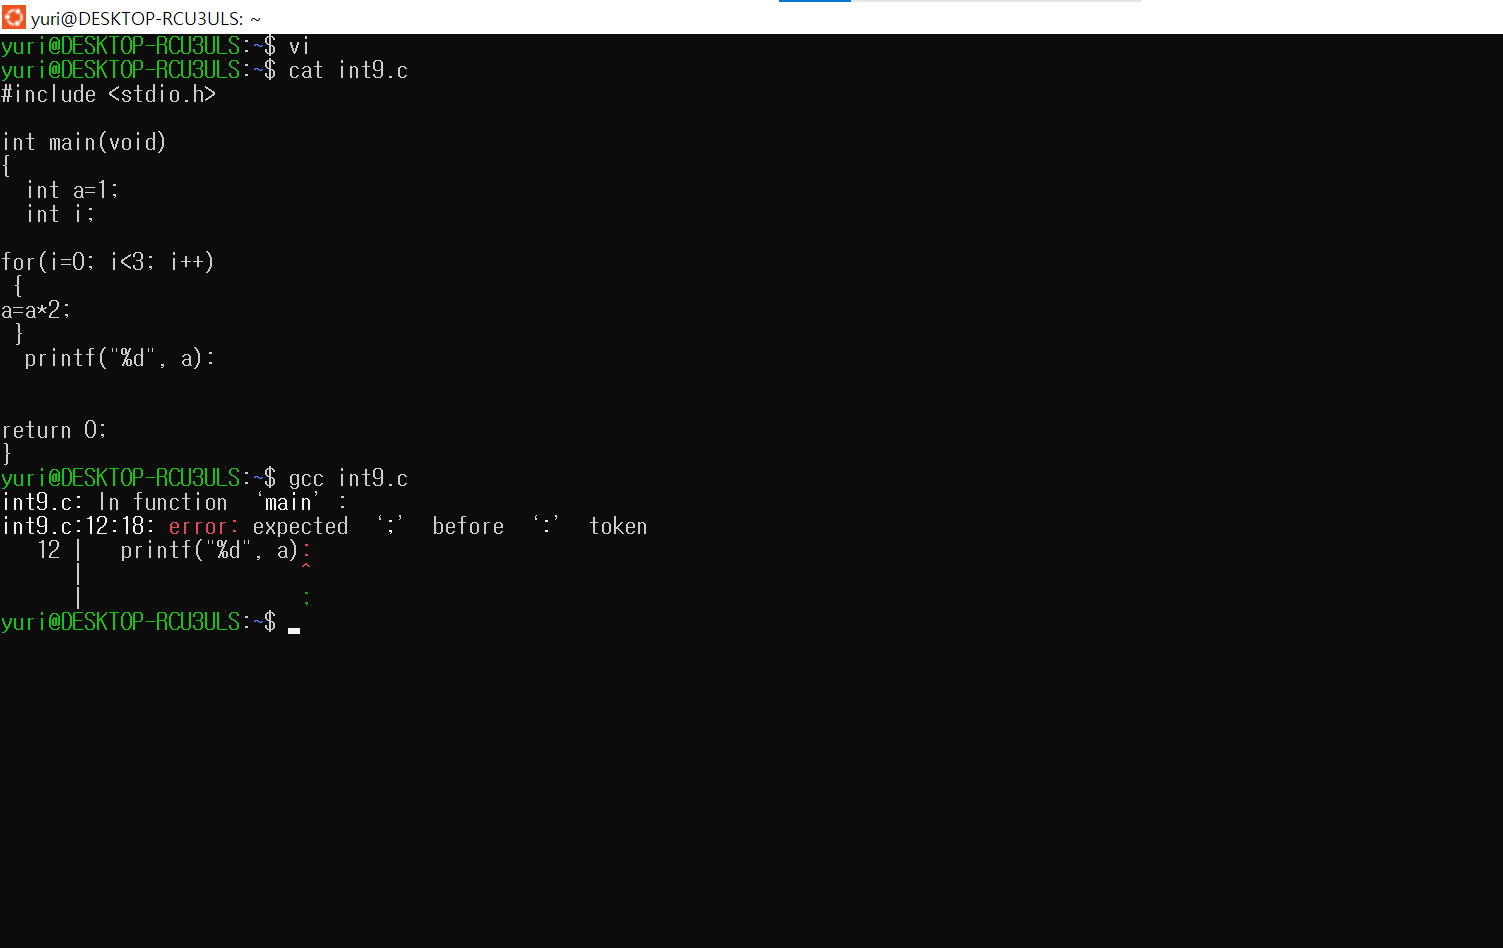 yuri@DESKTOP-RCU3ULS: ~
yuri@DESKTOP-RCU3ULS:~$ vi
yuri@DESKTOP-RCU3ULS:~$ cat int9.c
#include <stdio.h>
int main(void)
{
  int a=1;
  int i;
for(i=0; i<3; i++)
 {
a=a*2;
 }
  printf("%d", a):
return 0;
}
yuri@DESKTOP-RCU3ULS:~$ gcc int9.c
int9.c: In function ‘main’:
int9.c:12:18: error: expected ‘;’ before ‘:’ token
   12 |   printf("%d", a):
      |                  ^
      |                  ;
yuri@DESKTOP-RCU3ULS:~$